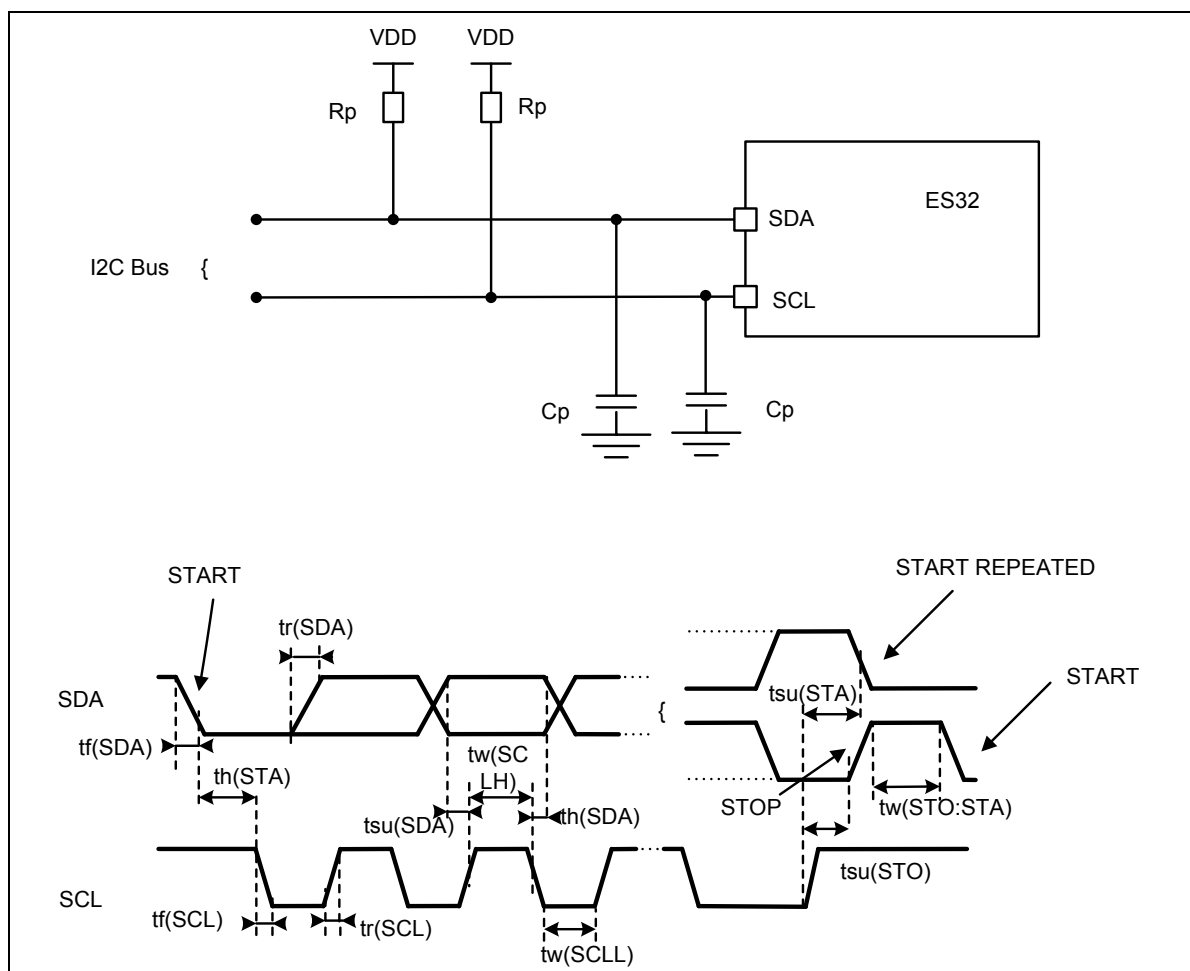 VDD VDD
Rp Rp
ES32
SDA
I2C Bus {
SCL
Cp Cp
START
START REPEATED
tr(SDA)
START
SDA
tsu(STA)
{
tf(SDA)
tw(SC
LH)
th(STA)
STOP
tw(STO:STA)
tsu(SDA)
th(SDA)
tsu(STO)
SCL
tf(SCL)
tr(SCL)
tw(SCLL)